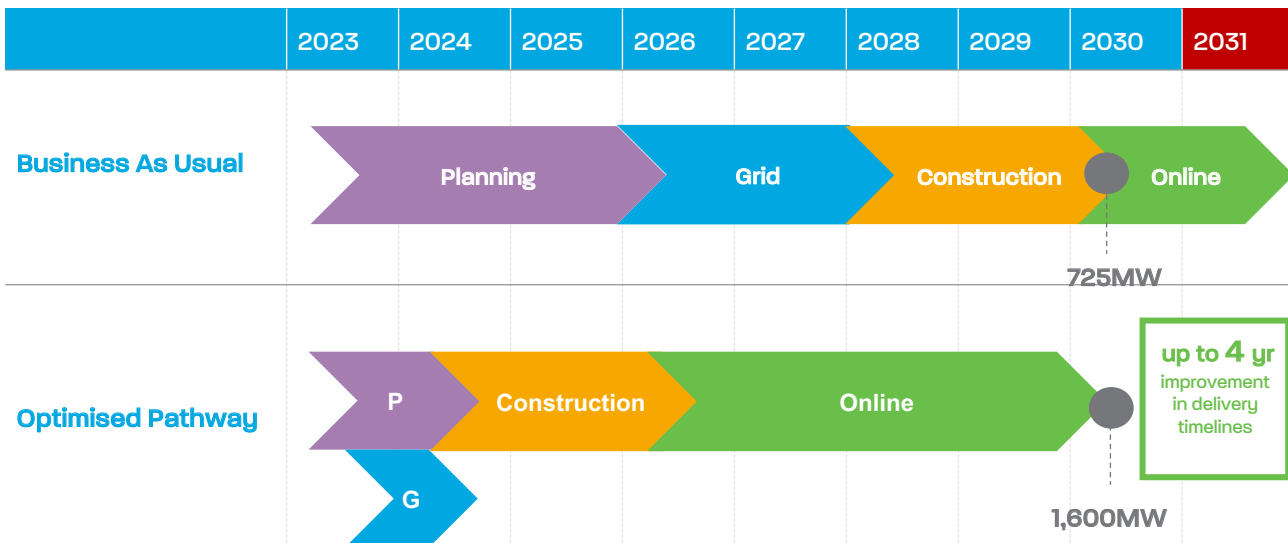 2023 2024 2025 2026 2027 2028 2029 2030 2031
Business As Usual
Planning Grid Construction Online
725MW
Optimised Pathway
P Construction Online
G
1,600MW
up to 4 yr
improvement
in delivery
timelines